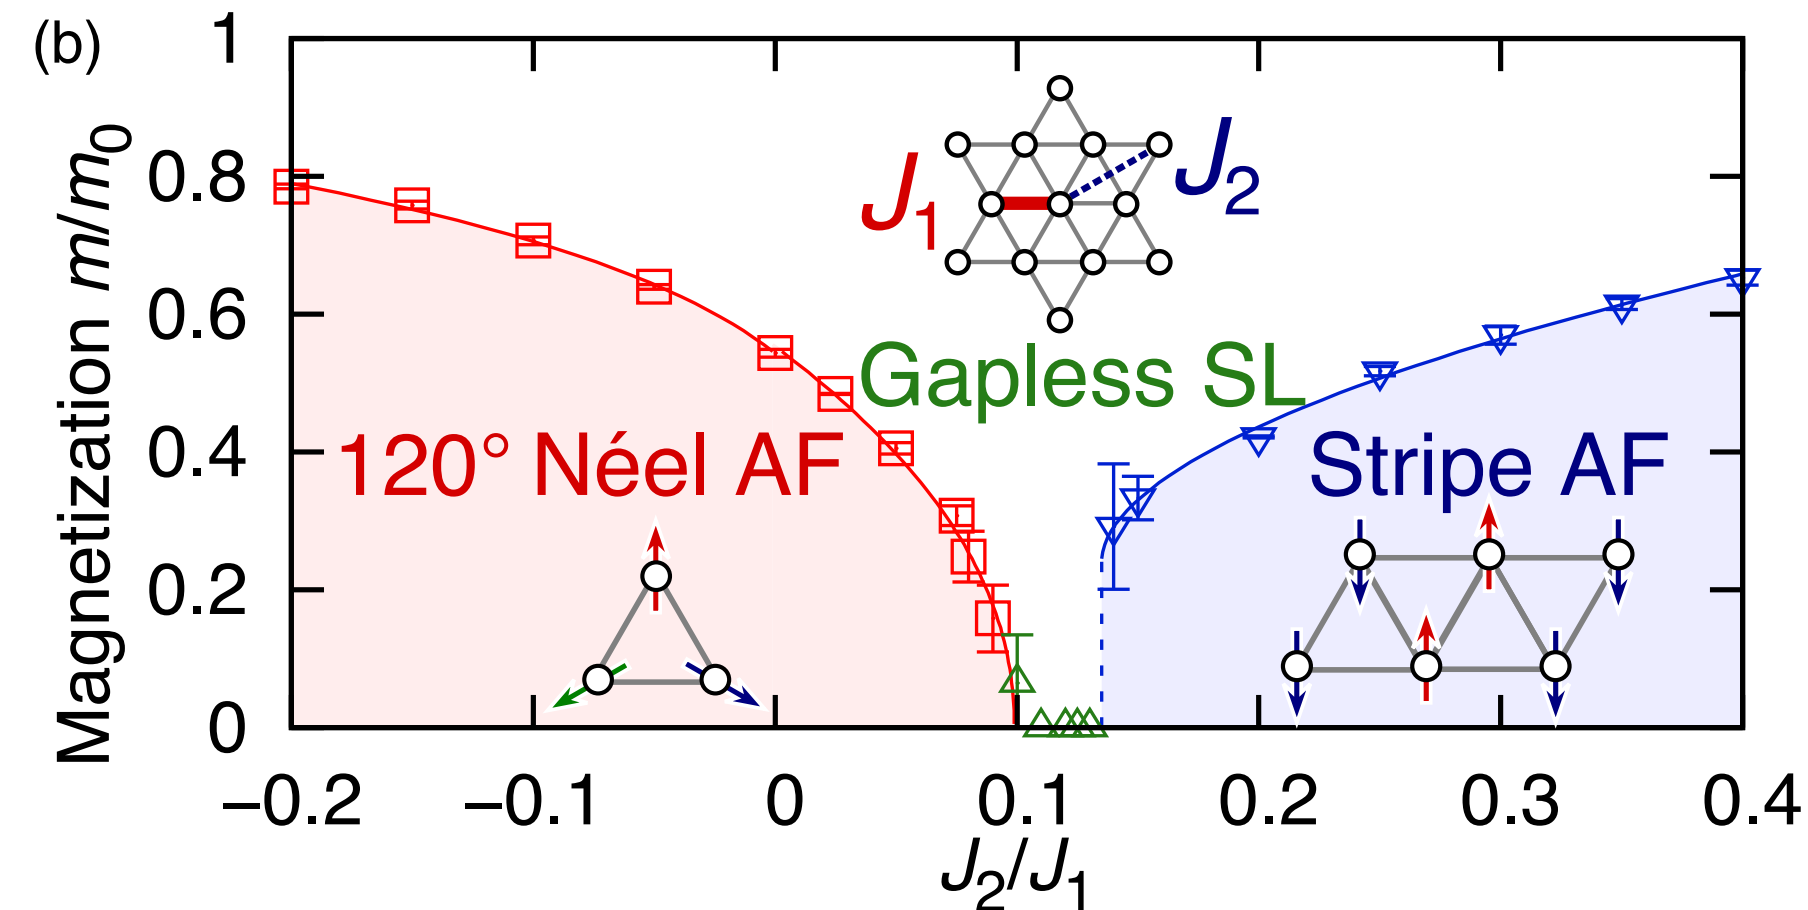 (b)
Magnetization m/m₀
1
0.8
0.6
0.4
0.2
0
J₁
J₂
Gapless SL
120° Néel AF
Stripe AF
−0.2 −0.1 0 0.1 0.2 0.3 0.4
J₂/J₁